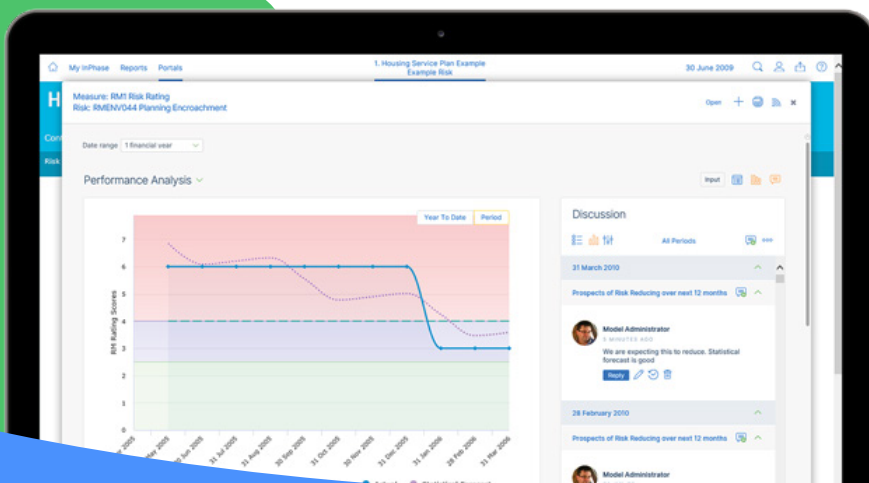 My InPhase Reports Portals
1. Housing Service Plan Example
Example Risk
30 June 2009
H
Measure: RM1 Risk Rating
Risk: RMENV044 Planning Encroachment
Open
Cont
Risk
Date range 1 financial year
Performance Analysis
Input
Year To Date Period
7
6
5
4
3
2
1
0
RM Rating Scores
May 2005
30 Jun 2005
31 Jul 2005
31 Aug 2005
30 Sep 2005
31 Oct 2005
30 Nov 2005
31 Dec 2005
31 Jan 2006
28 Feb 2006
31 Mar 2006
Discussion
All Periods
31 March 2010
Prospects of Risk Reducing over next 12 months
Model Administrator
5 MINUTES AGO
We are expecting this to reduce. Statistical
forecast is good
Reply
28 February 2010
Prospects of Risk Reducing over next 12 months
Model Administrator